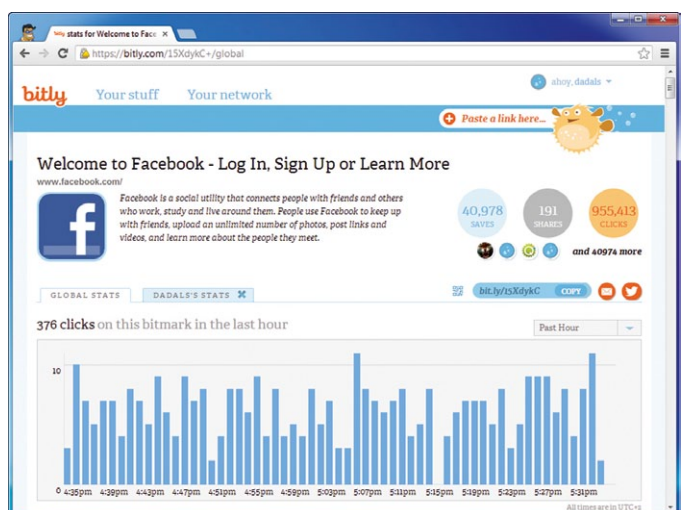 stats for Welcome to Face
https://bitly.com/15XdykC+/global
bitly
Your stuff
Your network
ahoy, dadals
Paste a link here...
Welcome to Facebook - Log In, Sign Up or Learn More
www.facebook.com/
Facebook is a social utility that connects people with friends and others
who work, study and live around them. People use Facebook to keep up
with friends, upload an unlimited number of photos, post links and
videos, and learn more about the people they meet.
40,978
SAVES
191
SHARES
955,413
CLICKS
and 40974 more
GLOBAL STATS
DADALS'S STATS
bit.ly/15XdykC
COPY
376 clicks on this bitmark in the last hour
Past Hour
10
0
4:35pm 4:39pm 4:43pm 4:47pm 4:51pm 4:55pm 4:59pm 5:03pm 5:07pm 5:11pm 5:15pm 5:19pm 5:23pm 5:27pm 5:31pm
All times are in UTC+2